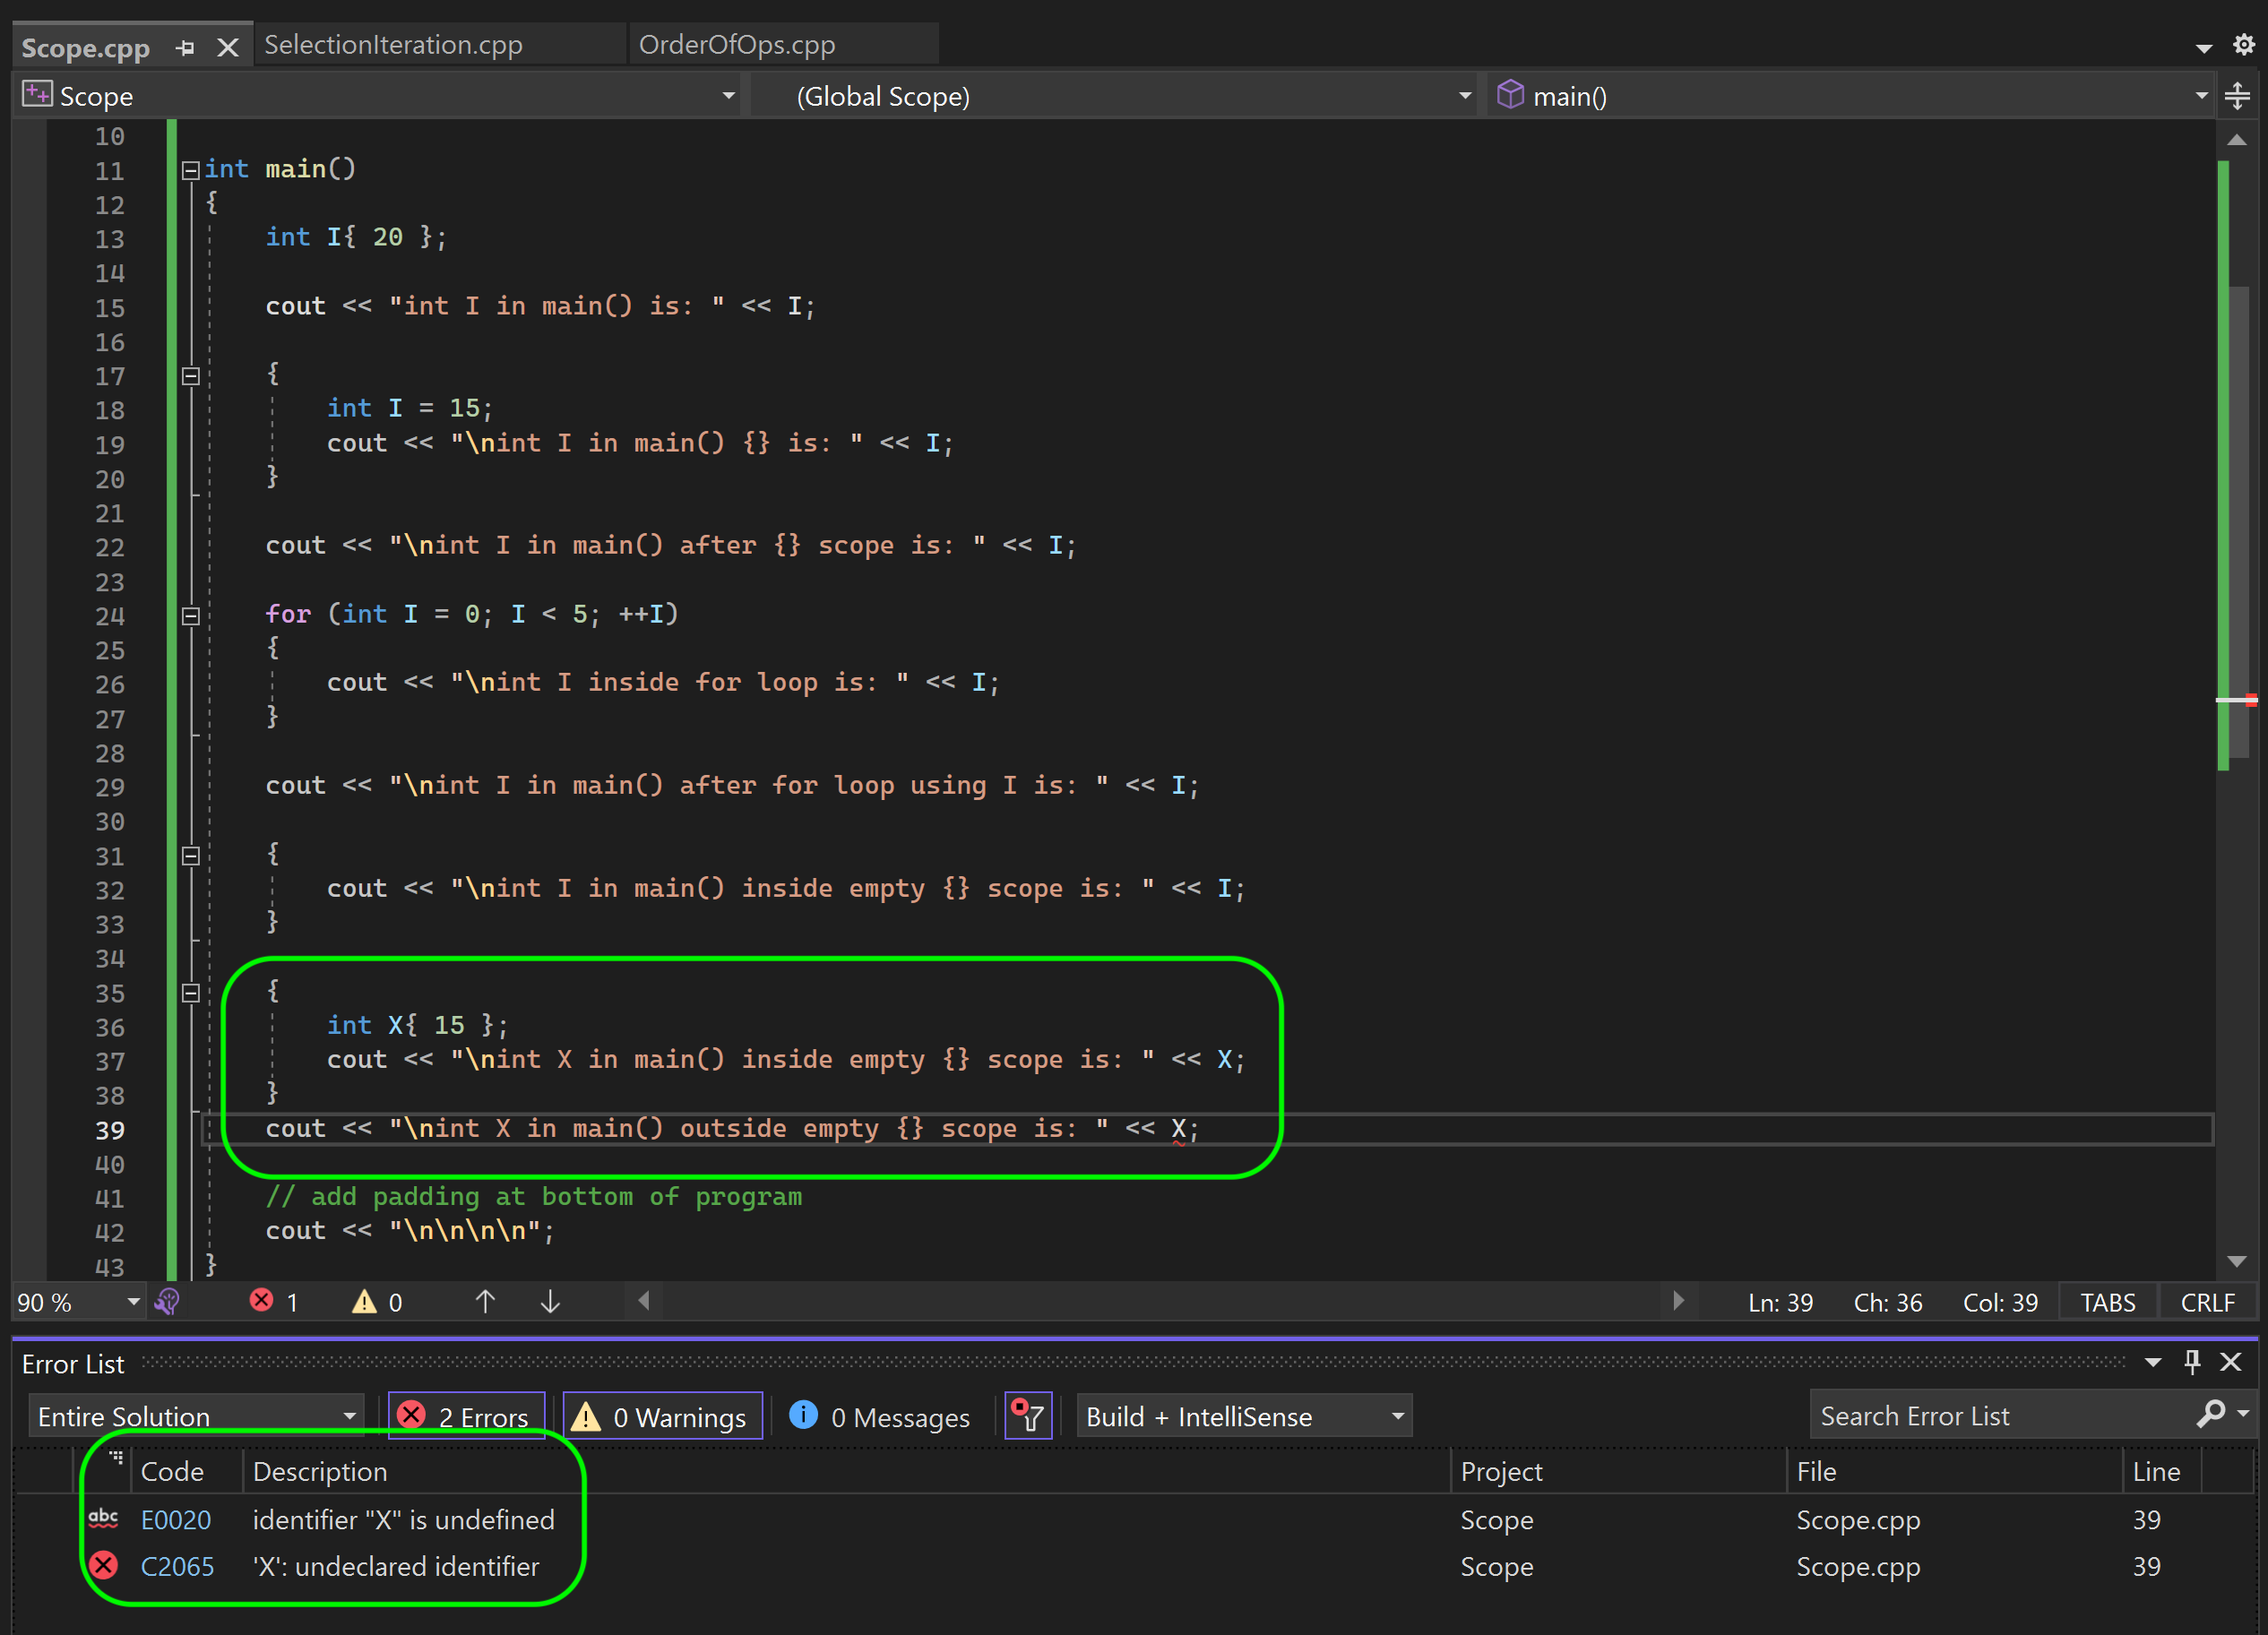 Scope.cpp SelectionIteration.cpp OrderOfOps.cpp
Scope (Global Scope) main()
10
11 int main()
12 {
13     int I{ 20 };
14
15     cout << "int I in main() is: " << I;
16
17     {
18         int I = 15;
19         cout << "\nint I in main() {} is: " << I;
20     }
21
22     cout << "\nint I in main() after {} scope is: " << I;
23
24     for (int I = 0; I < 5; ++I)
25     {
26         cout << "\nint I inside for loop is: " << I;
27     }
28
29     cout << "\nint I in main() after for loop using I is: " << I;
30
31     {
32         cout << "\nint I in main() inside empty {} scope is: " << I;
33     }
34
35     {
36         int X{ 15 };
37         cout << "\nint X in main() inside empty {} scope is: " << X;
38     }
39     cout << "\nint X in main() outside empty {} scope is: " << X;
40
41     // add padding at bottom of program
42     cout << "\n\n\n\n";
43 }
90 % 1 0 Ln: 39 Ch: 36 Col: 39 TABS CRLF
Error List
Entire Solution 2 Errors 0 Warnings 0 Messages Build + IntelliSense Search Error List
Code Description Project File Line
abc E0020 identifier "X" is undefined Scope Scope.cpp 39
C2065 'X': undeclared identifier Scope Scope.cpp 39